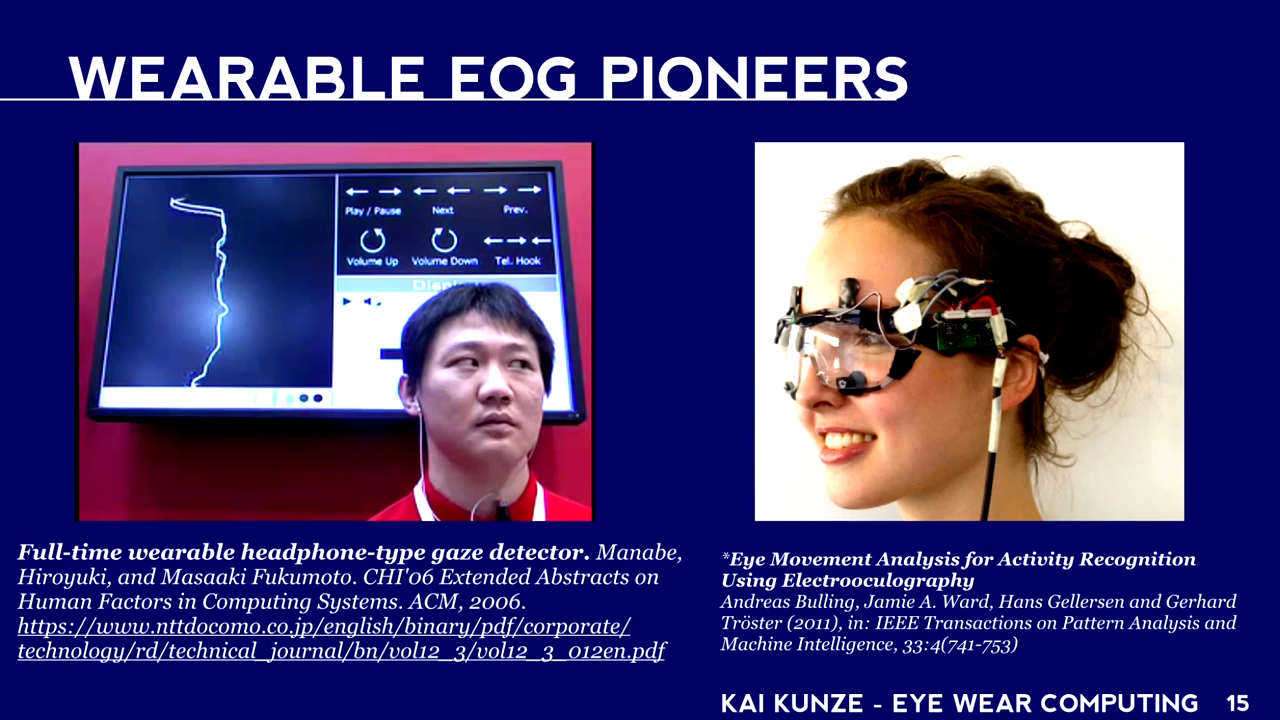 WEARABLE EOG PIONEERS
Play / Pause Next Prev.
Volume Up Volume Down Tel. Hook
Full-time wearable headphone-type gaze detector. Manabe,
Hiroyuki, and Masaaki Fukumoto. CHI'06 Extended Abstracts on
Human Factors in Computing Systems. ACM, 2006.
https://www.nttdocomo.co.jp/english/binary/pdf/corporate/
technology/rd/technical_journal/bn/vol12_3/vol12_3_012en.pdf
*Eye Movement Analysis for Activity Recognition
Using Electrooculography
Andreas Bulling, Jamie A. Ward, Hans Gellersen and Gerhard
Tröster (2011), in: IEEE Transactions on Pattern Analysis and
Machine Intelligence, 33:4(741-753)
KAI KUNZE - EYE WEAR COMPUTING 15